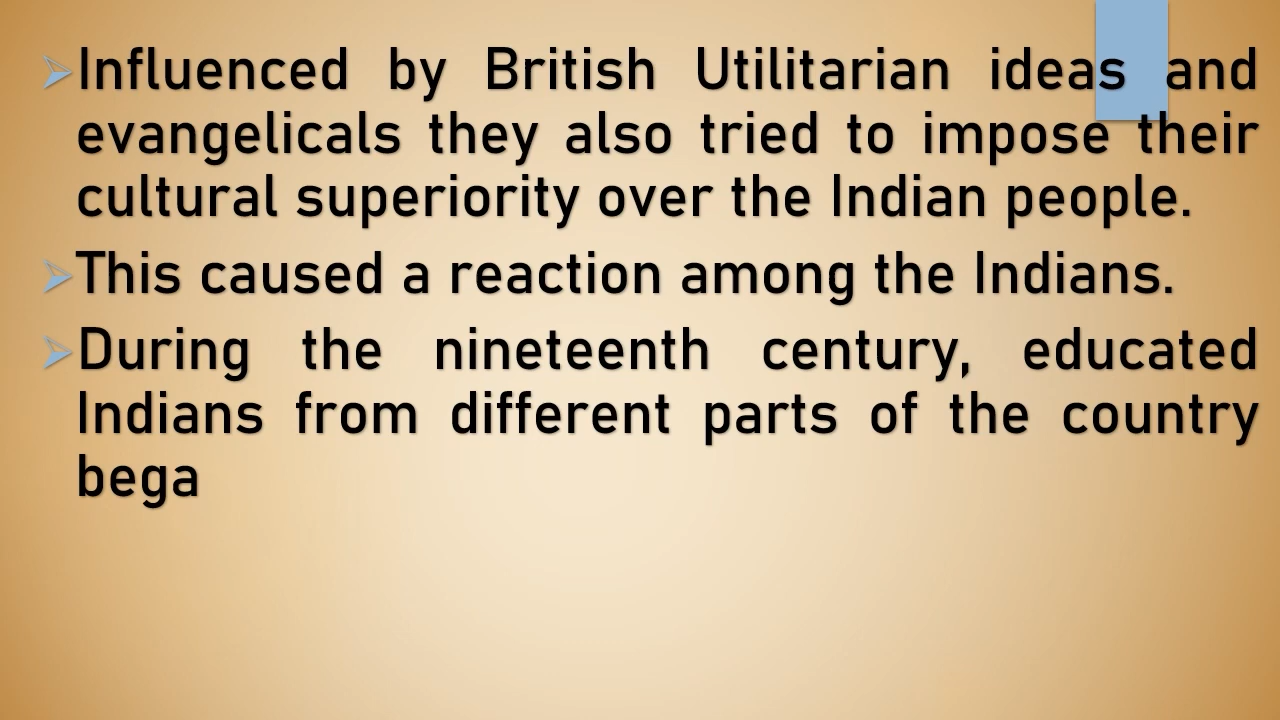 Influenced by British Utilitarian ideas and
evangelicals they also tried to impose their
cultural superiority over the Indian people.
This caused a reaction among the Indians.
During the nineteenth century, educated
Indians from different parts of the country
bega